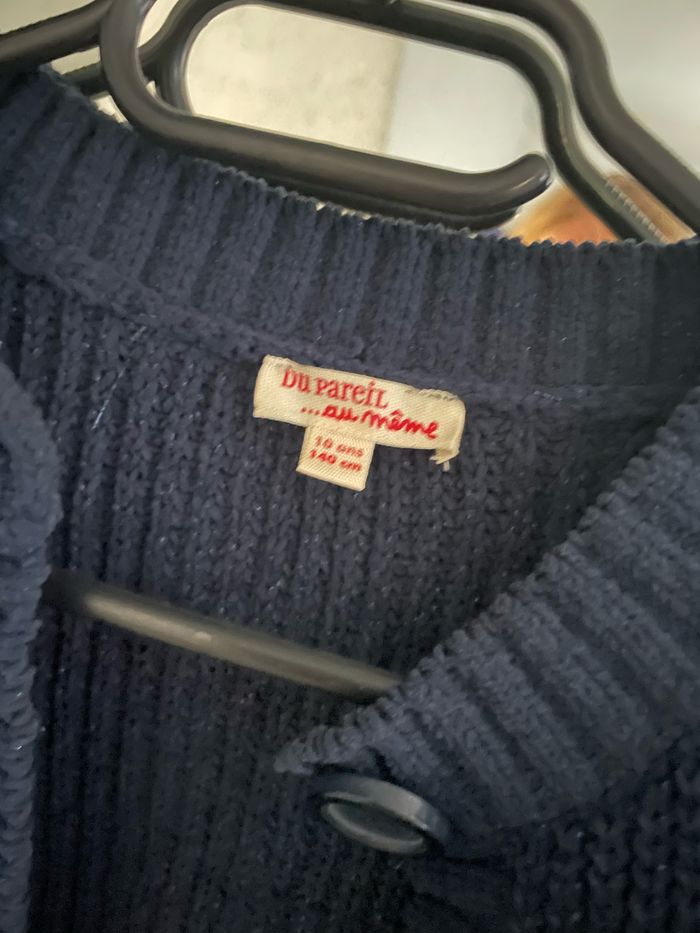 DU PAREIL
...au même
10 ans
140 cm